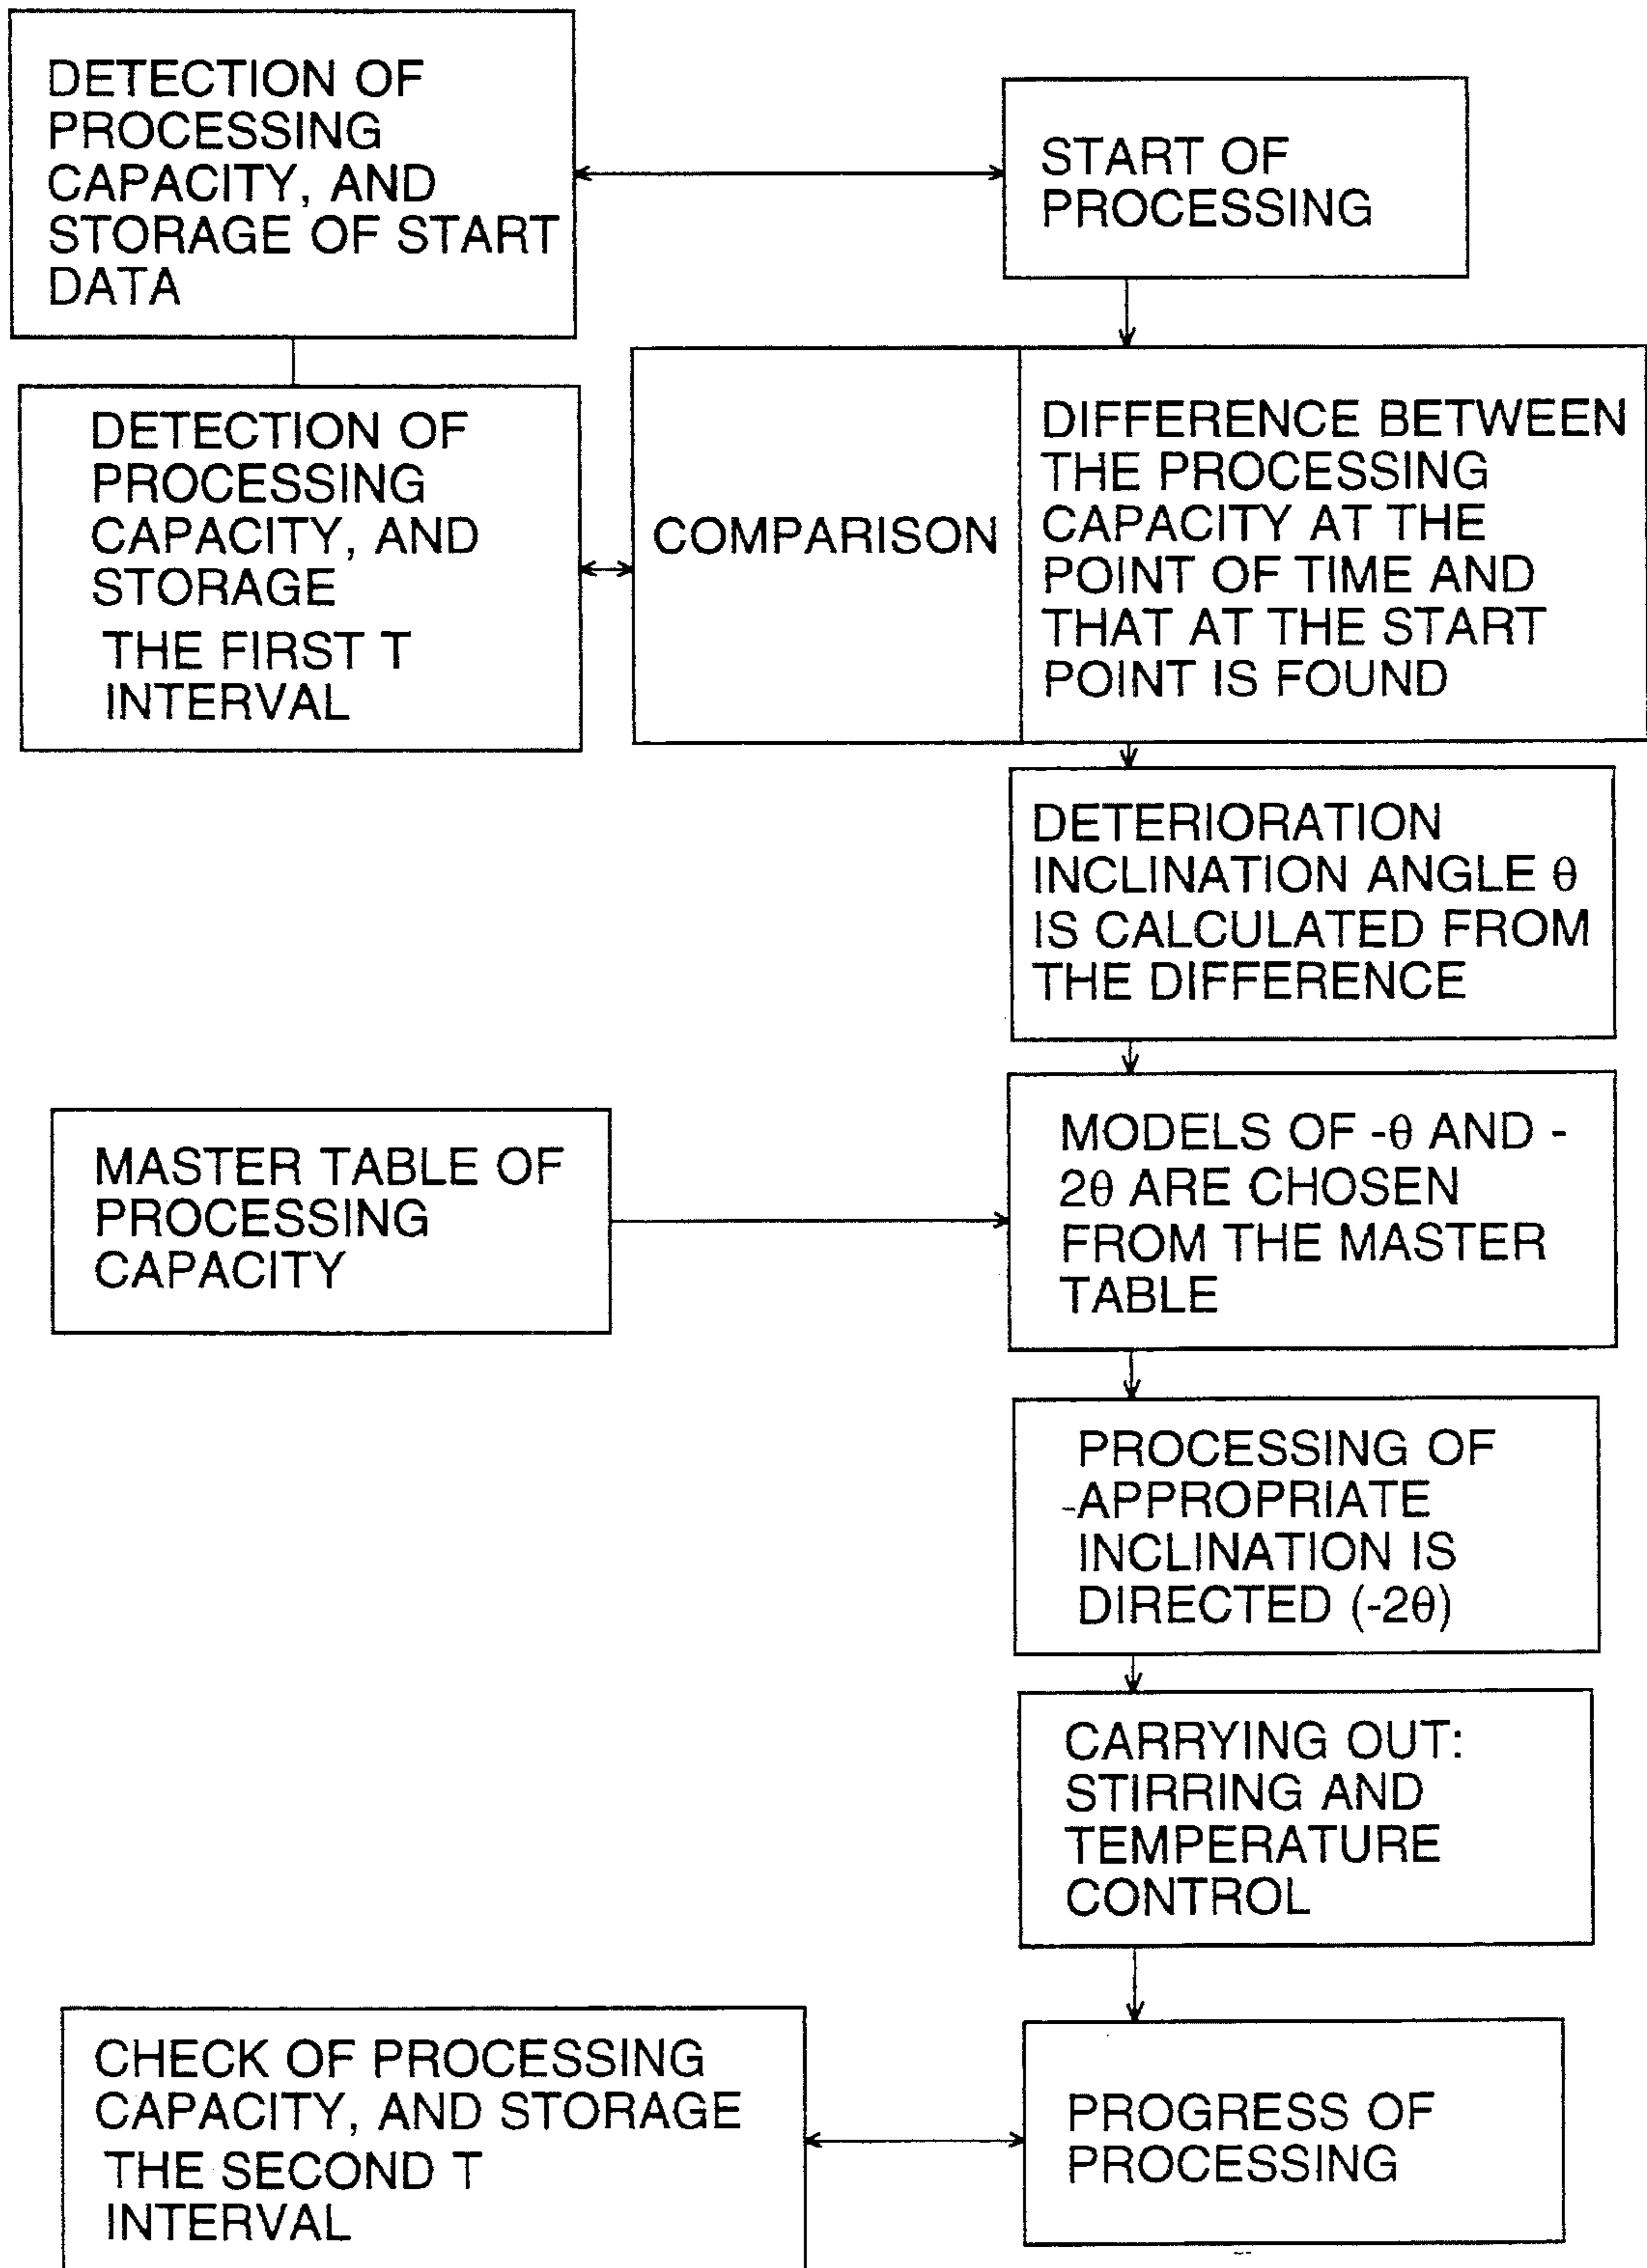 DETECTION OF
PROCESSING
CAPACITY, AND
STORAGE OF START
DATA
START OF
PROCESSING
DETECTION OF
PROCESSING
CAPACITY, AND
STORAGE
THE FIRST T
INTERVAL
COMPARISON
DIFFERENCE BETWEEN
THE PROCESSING
CAPACITY AT THE
POINT OF TIME AND
THAT AT THE START
POINT IS FOUND
DETERIORATION
INCLINATION ANGLE θ
IS CALCULATED FROM
THE DIFFERENCE
MASTER TABLE OF
PROCESSING
CAPACITY
MODELS OF -θ AND -
2θ ARE CHOSEN
FROM THE MASTER
TABLE
PROCESSING OF
-APPROPRIATE
INCLINATION IS
DIRECTED (-2θ)
CARRYING OUT:
STIRRING AND
TEMPERATURE
CONTROL
CHECK OF PROCESSING
CAPACITY, AND STORAGE
THE SECOND T
INTERVAL
PROGRESS OF
PROCESSING